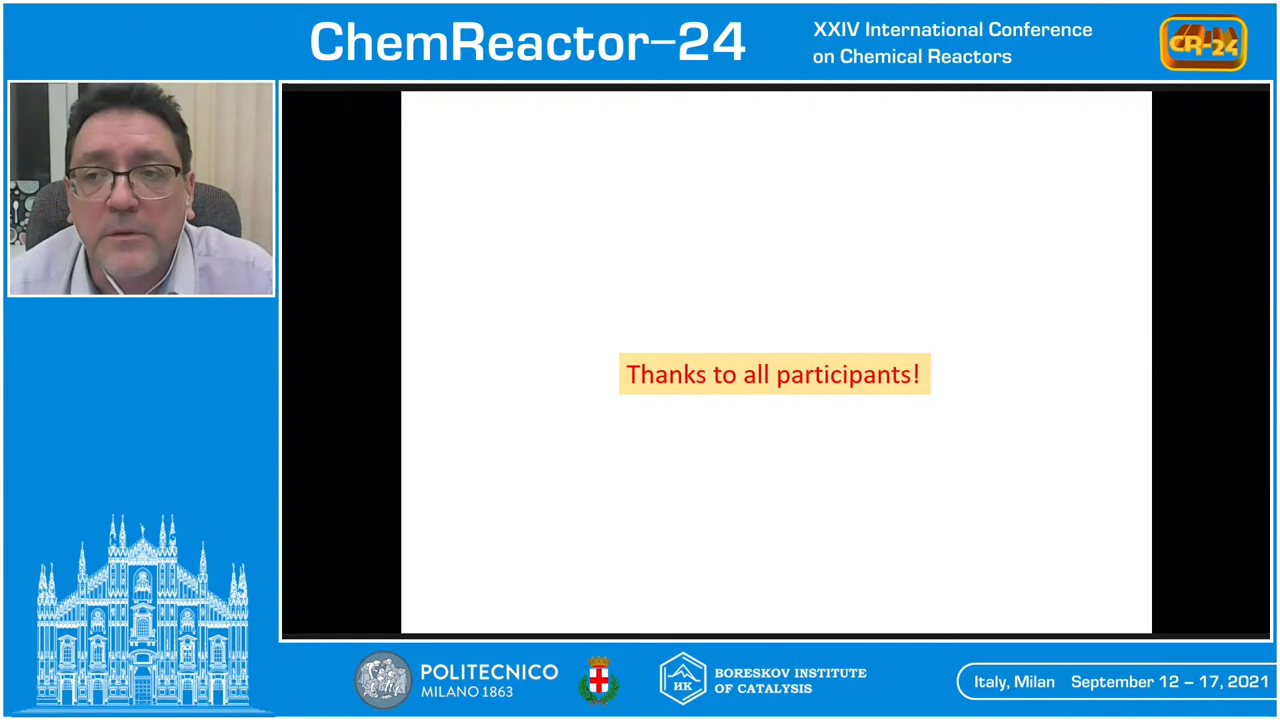 ChemReactor–24
XXIV International Conference
on Chemical Reactors
CR-24
Thanks to all participants!
POLITECNICO
MILANO 1863
НК
BORESKOV INSTITUTE
OF CATALYSIS
Italy, Milan September 12 – 17, 2021